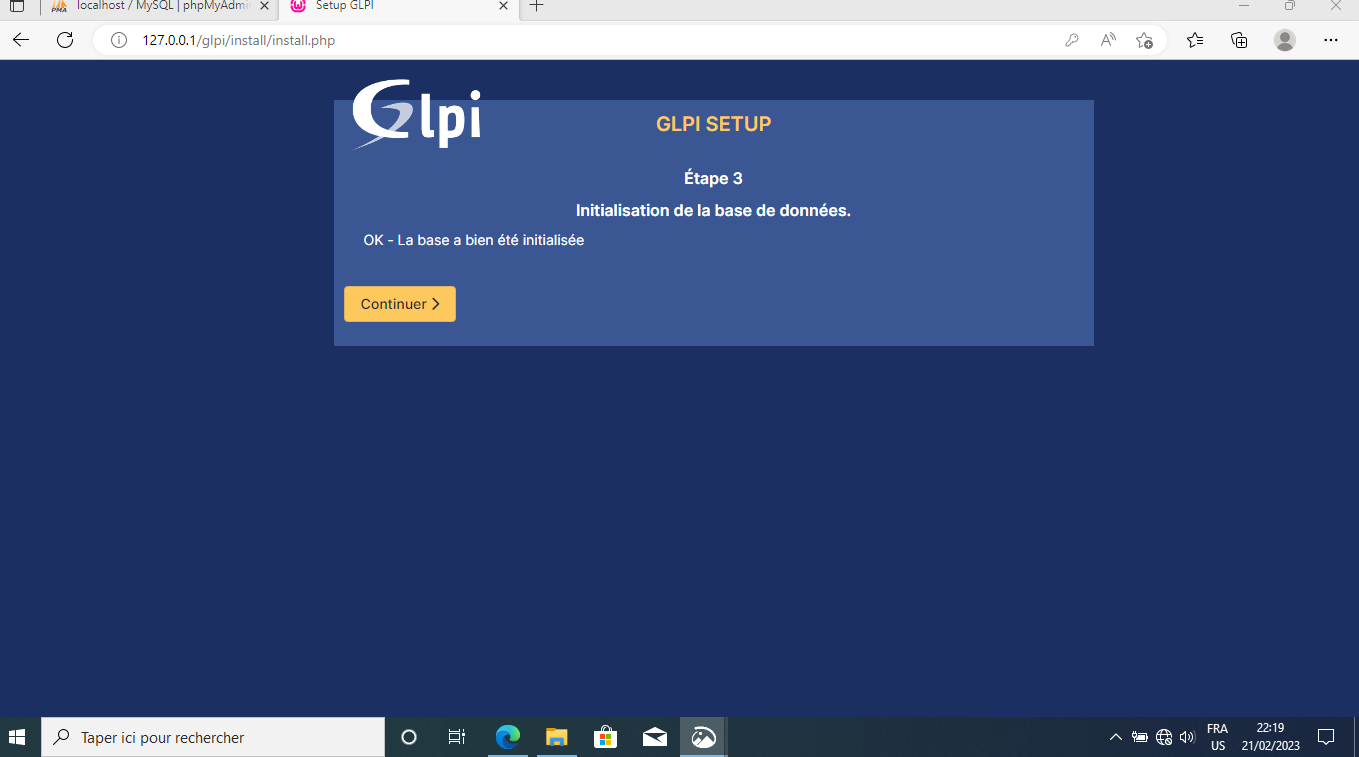 localhost / MySQL | phpMyAdmi
Setup GLPI
127.0.0.1/glpi/install/install.php
Glpi
GLPI SETUP
Étape 3
Initialisation de la base de données.
OK - La base a bien été initialisée
Continuer
Taper ici pour rechercher
FRA
US
22:19
21/02/2023